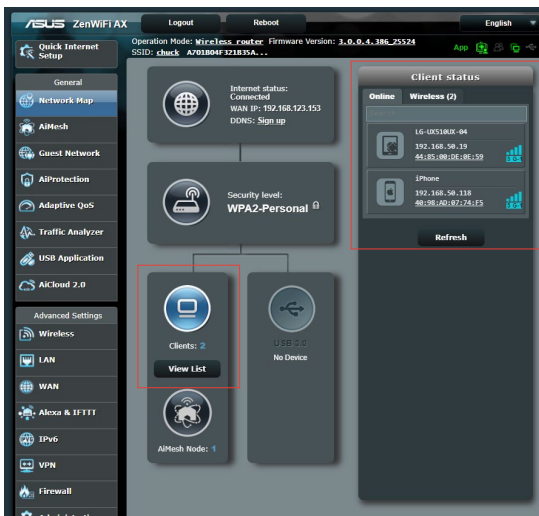 ASUS ZenWiFi AX
Logout
Reboot
English
Quick Internet
Setup
Operation Mode: Wireless router Firmware Version: 3.0.0.4.386_25524
SSID: chuck A701B04F321B35A...
App
General
Network Map
AiMesh
Guest Network
AiProtection
Adaptive QoS
Traffic Analyzer
USB Application
AiCloud 2.0
Advanced Settings
Wireless
LAN
WAN
Alexa & IFTTT
IPv6
VPN
Firewall
Internet status:
Connected
WAN IP: 192.168.123.153
DDNS: Sign up
Security level:
WPA2-Personal
Clients: 2
View List
USB 3.0
No Device
AiMesh Node: 1
Client status
Online
Wireless (2)
LG-UX510UX-04
192.168.50.19
44:85:00:DE:0E:59
iPhone
192.168.50.118
40:98:AD:07:74:F5
Refresh